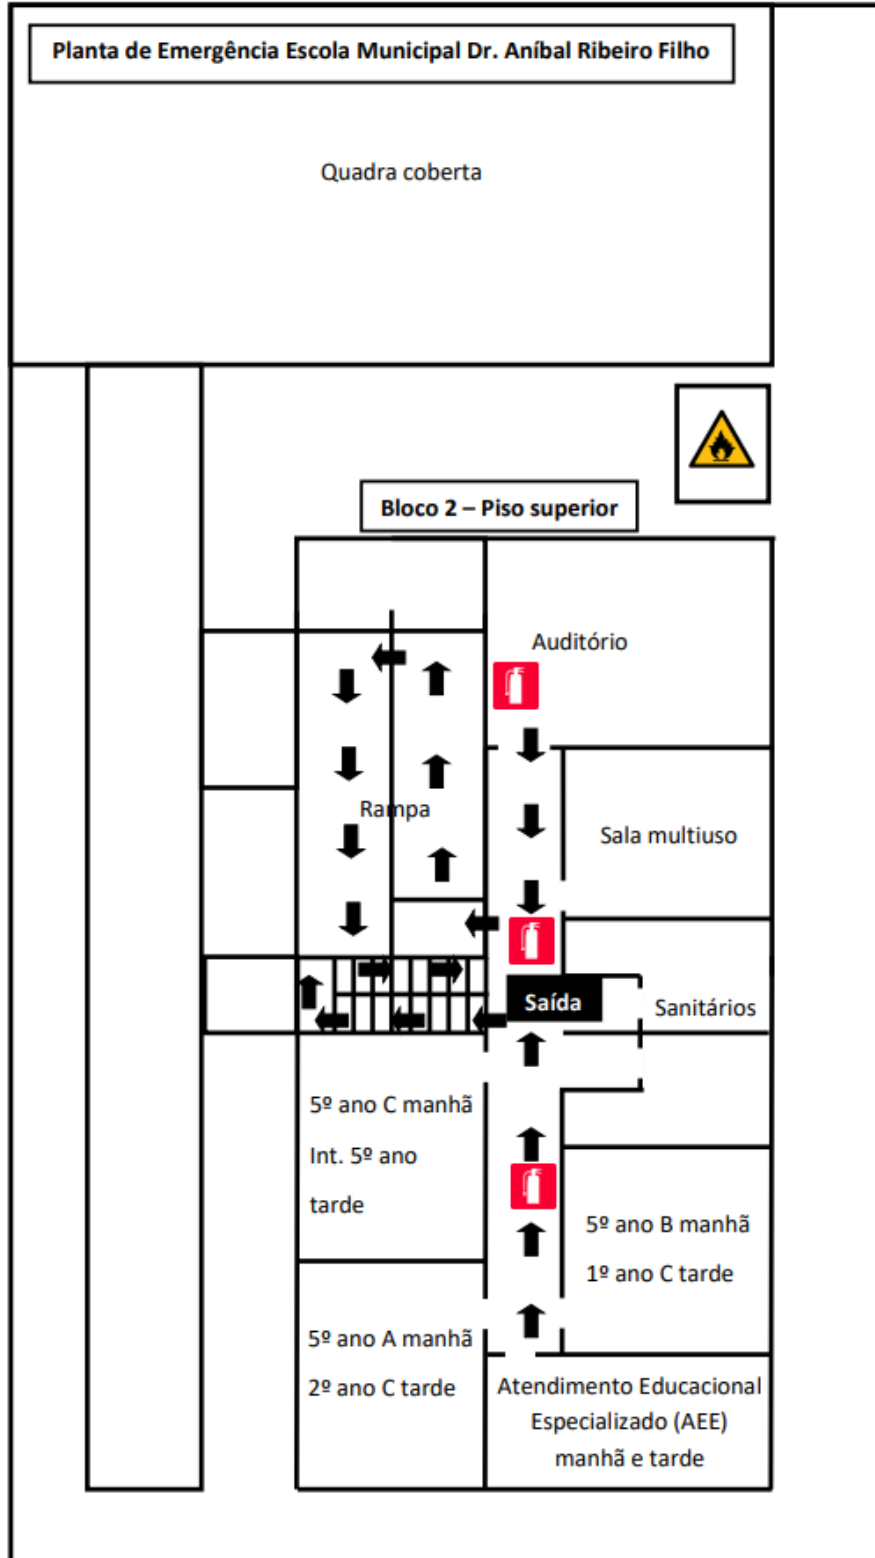 Planta de Emergência Escola Municipal Dr. Aníbal Ribeiro Filho
Quadra coberta
Bloco 2 – Piso superior
Auditório
Rampa
Sala multiuso
Saída
Sanitários
5º ano C manhã
Int. 5º ano
tarde
5º ano B manhã
1º ano C tarde
5º ano A manhã
2º ano C tarde
Atendimento Educacional
Especializado (AEE)
manhã e tarde